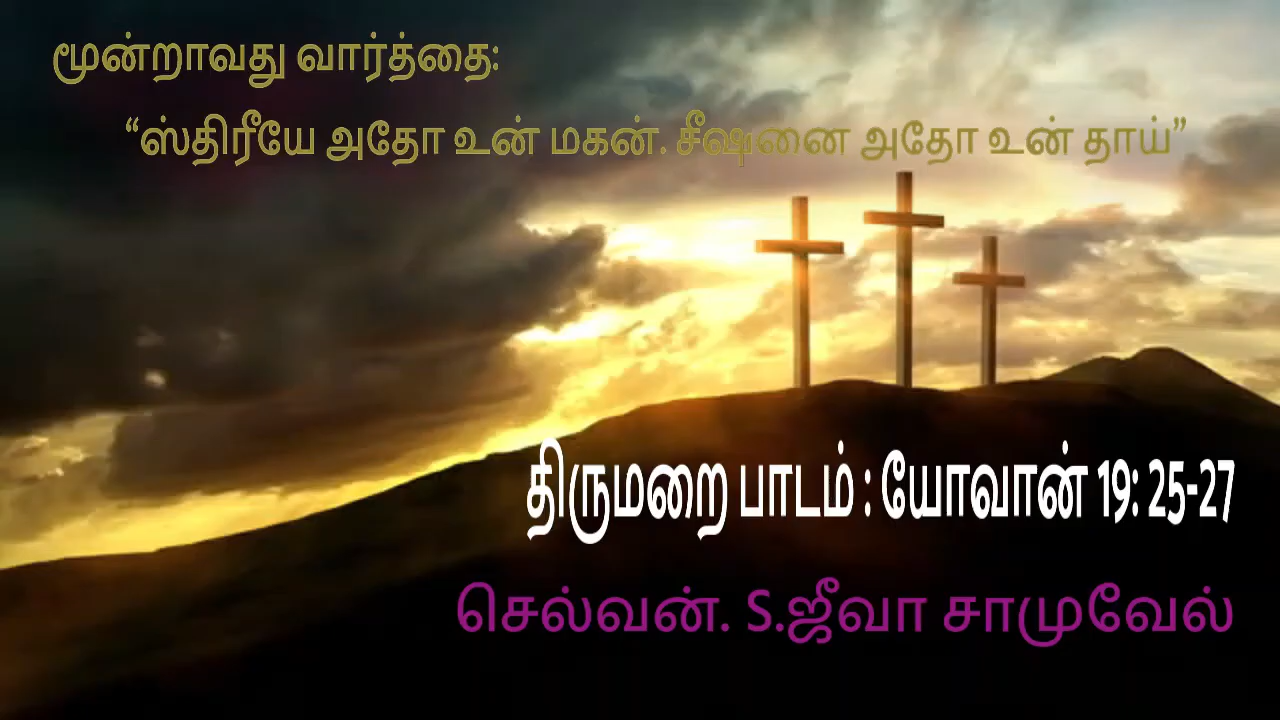 மூன்றாவது வார்த்தை:
“ஸ்திரீயே அதோ உன் மகன். சீஷனை அதோ உன் தாய்”
திருமறை பாடம் : யோவான் 19: 25-27
செல்வன். S.ஜீவா சாமுவேல்